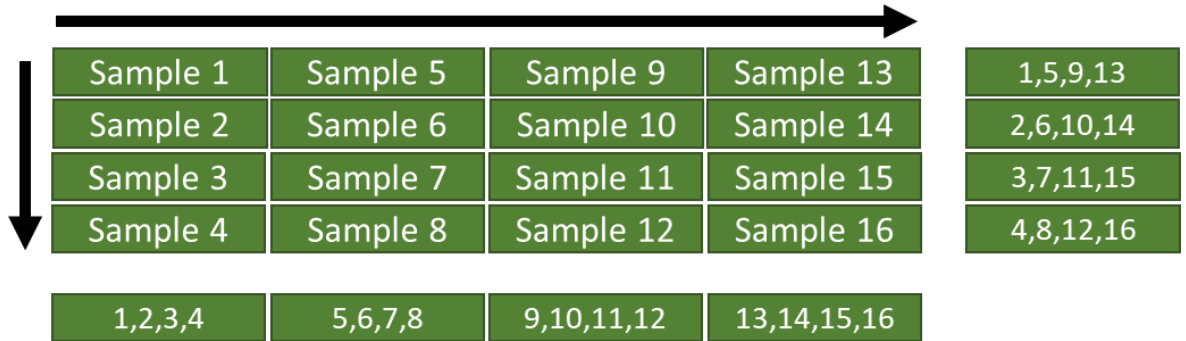 Sample 1 Sample 5 Sample 9 Sample 13 1,5,9,13
Sample 2 Sample 6 Sample 10 Sample 14 2,6,10,14
Sample 3 Sample 7 Sample 11 Sample 15 3,7,11,15
Sample 4 Sample 8 Sample 12 Sample 16 4,8,12,16
1,2,3,4 5,6,7,8 9,10,11,12 13,14,15,16